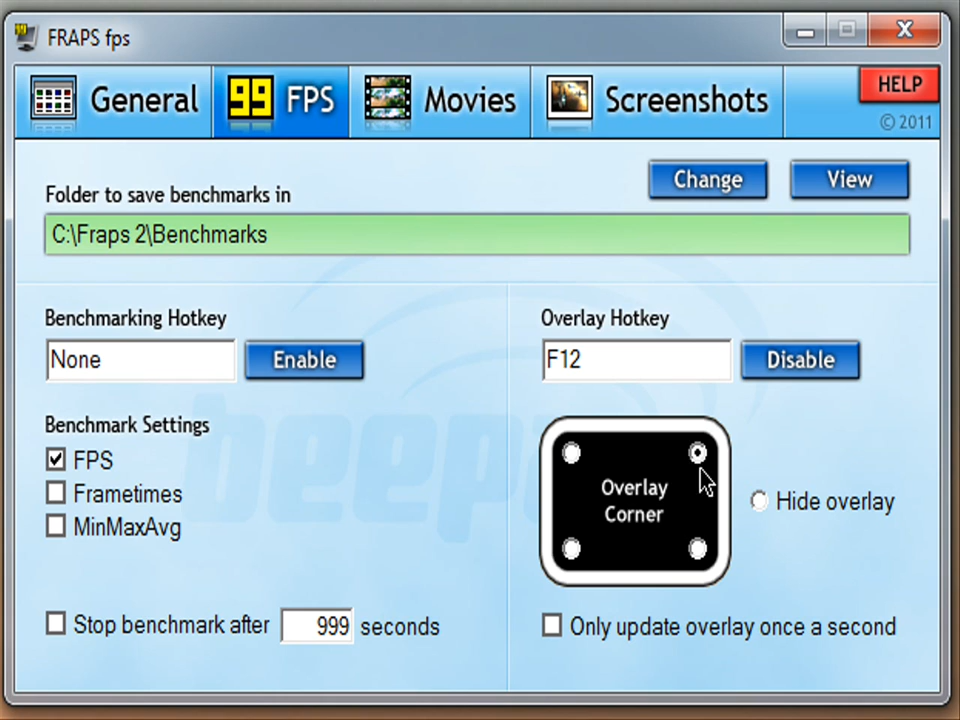 FRAPS fps
General
99 FPS
Movies
Screenshots
HELP
© 2011
Folder to save benchmarks in
Change
View
C:\Fraps 2\Benchmarks
Benchmarking Hotkey
None
Enable
Benchmark Settings
FPS
Frametimes
MinMaxAvg
Stop benchmark after 999 seconds
Overlay Hotkey
F12
Disable
Overlay
Corner
Hide overlay
Only update overlay once a second